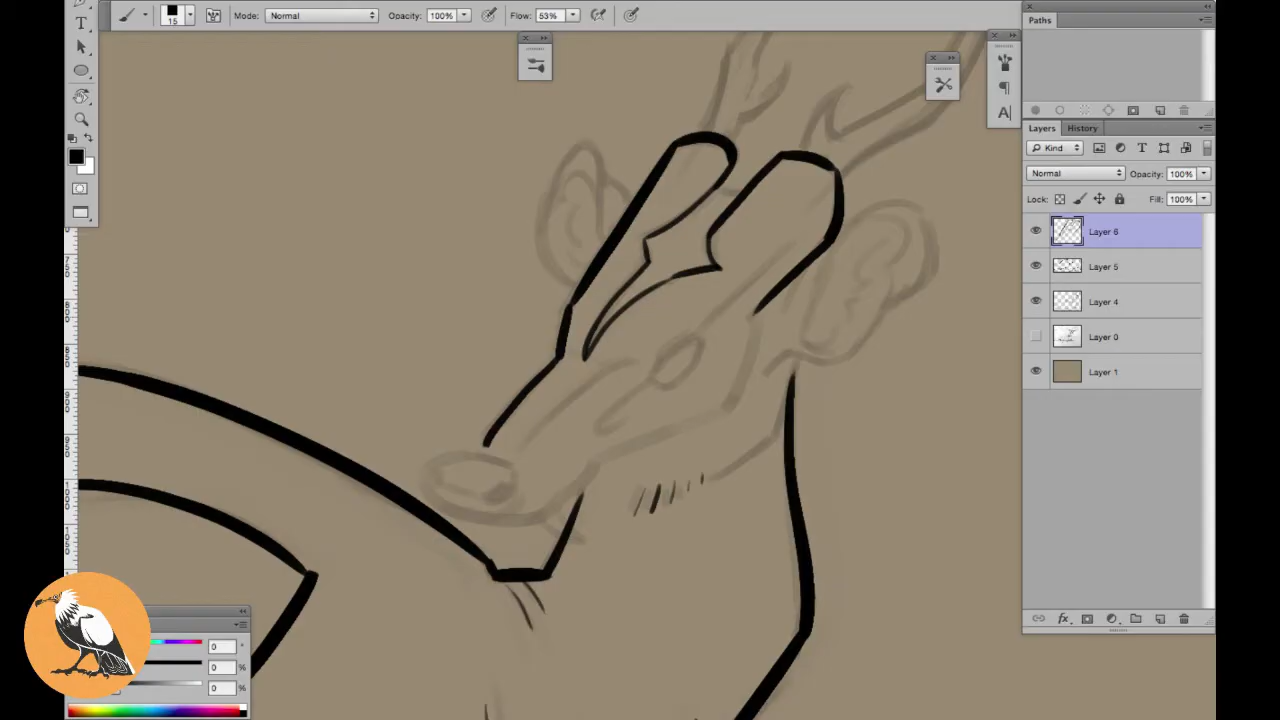 15 Mode: Normal Opacity: 100% Flow: 53%
Paths
Layers History
Kind
Normal Opacity: 100%
Lock: Fill: 100%
Layer 6
Layer 5
Layer 4
Layer 0
Layer 1
0 °
0 %
0 %